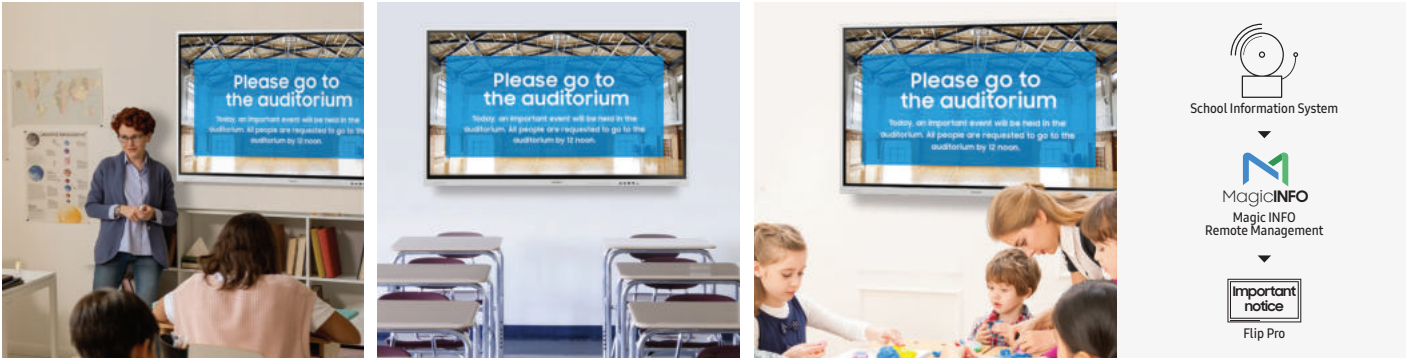 Please go to
the auditorium
Today, an important event will be held in the
auditorium. All people are requested to go to the
auditorium by 12 noon.
Please go to
the auditorium
Today, an important event will be held in the
auditorium. All people are requested to go to the
auditorium by 12 noon.
Please go to
the auditorium
Today, an important event will be held in the
auditorium. All people are requested to go to the
auditorium by 12 noon.
School Information System
MagicINFO
Magic INFO
Remote Management
Important
notice
Flip Pro